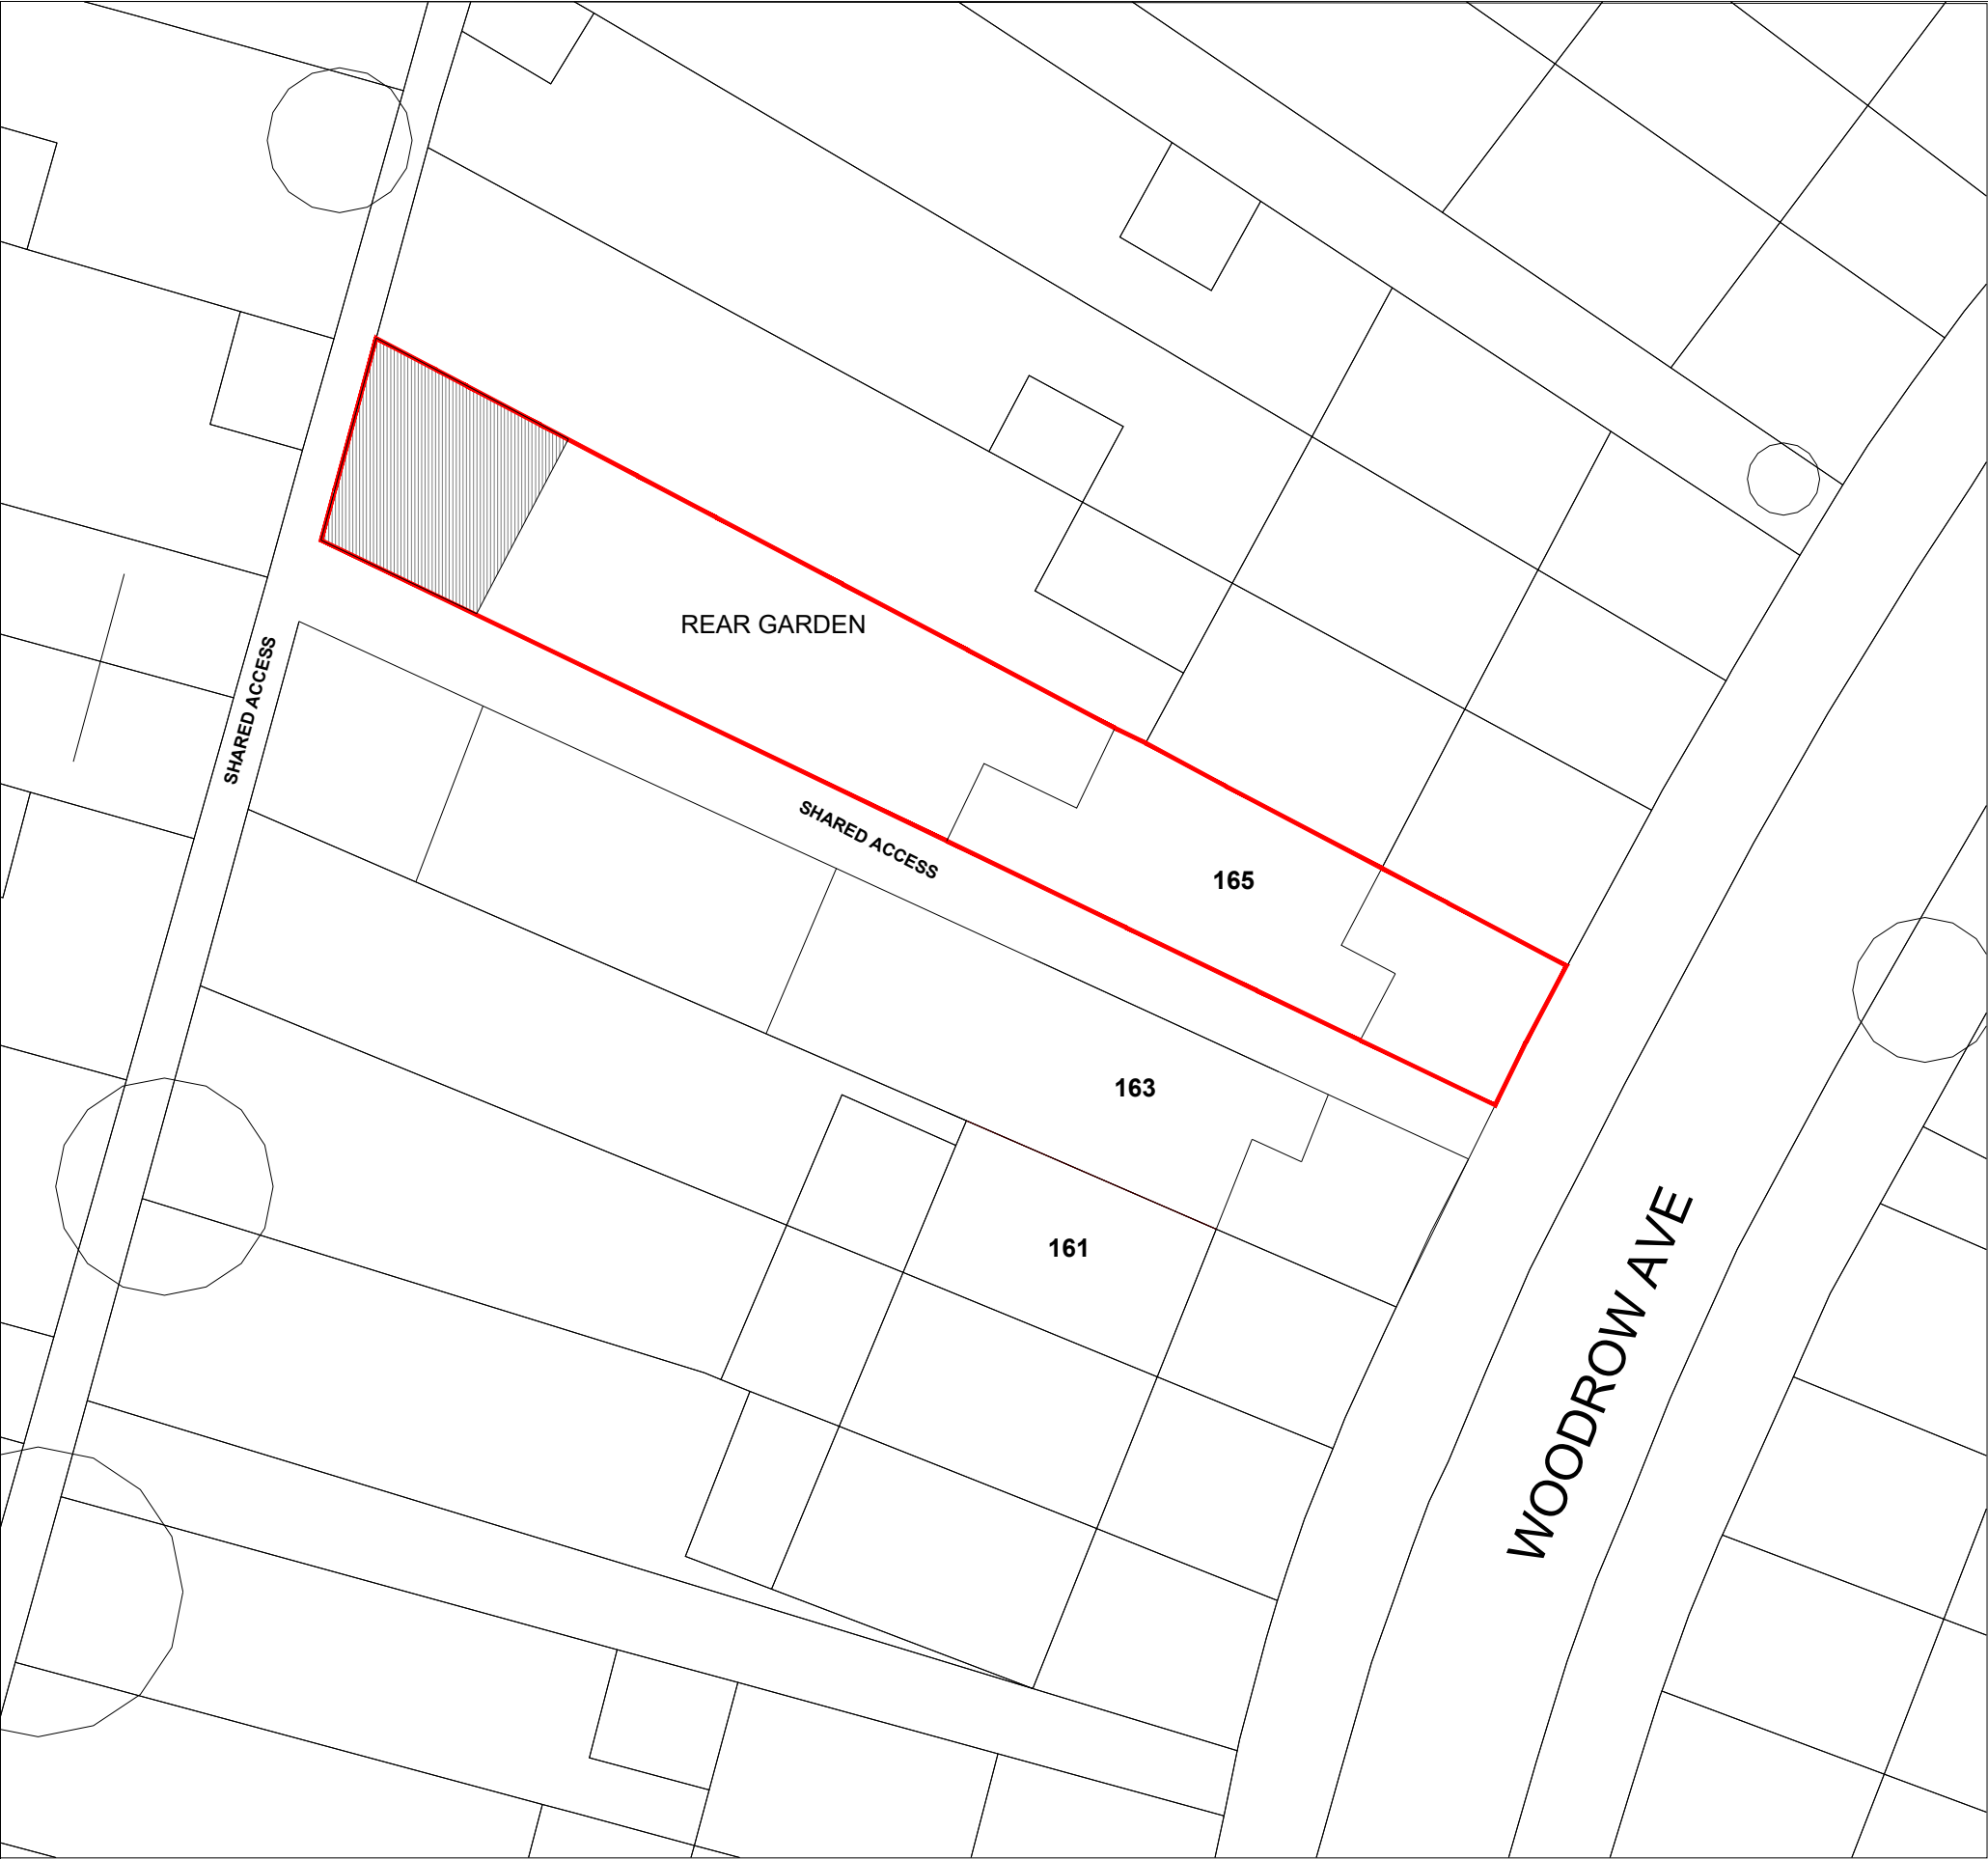 REAR GARDEN
SHARED ACCESS
SHARED ACCESS
165
163
161
WOODROW AVE